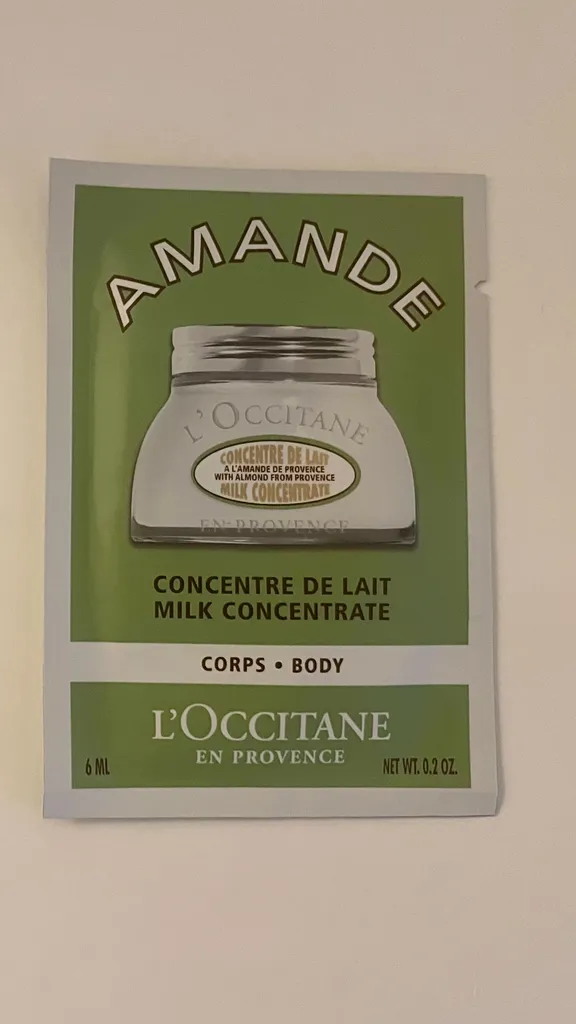 AMANDE
L'OCCITANE
CONCENTRE DE LAIT
A L'AMANDE DE PROVENCE
WITH ALMOND FROM PROVENCE
MILK CONCENTRATE
EN PROVENCE
CONCENTRE DE LAIT
MILK CONCENTRATE
CORPS • BODY
L'OCCITANE
EN PROVENCE
6 ML
NET WT. 0.2 OZ.